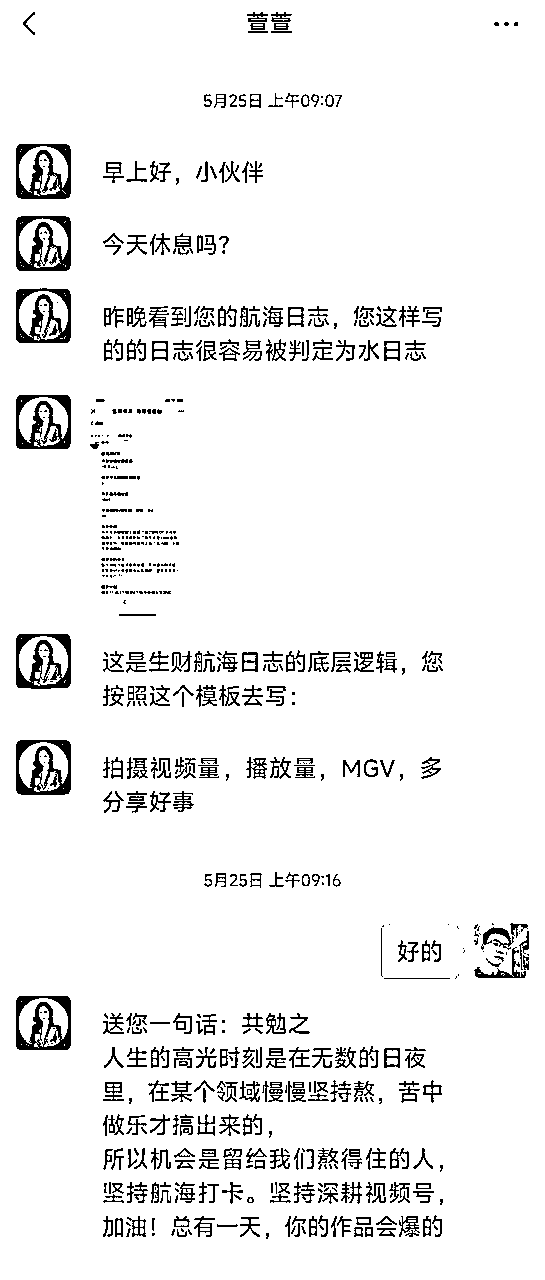 萱萱
5月25日 上午09:07
早上好，小伙伴
今天休息吗？
昨晚看到您的航海日志，您这样写
的的日志很容易被判定为水日志
这是生财航海日志的底层逻辑，您
按照这个模板去写：
拍摄视频量，播放量，MGV，多
分享好事
5月25日 上午09:16
好的
送您一句话：共勉之
人生的高光时刻是在无数的日夜
里，在某个领域慢慢坚持熬，苦中
做乐才搞出来的，
所以机会是留给我们熬得住的人，
坚持航海打卡。坚持深耕视频号，
加油！总有一天，你的作品会爆的